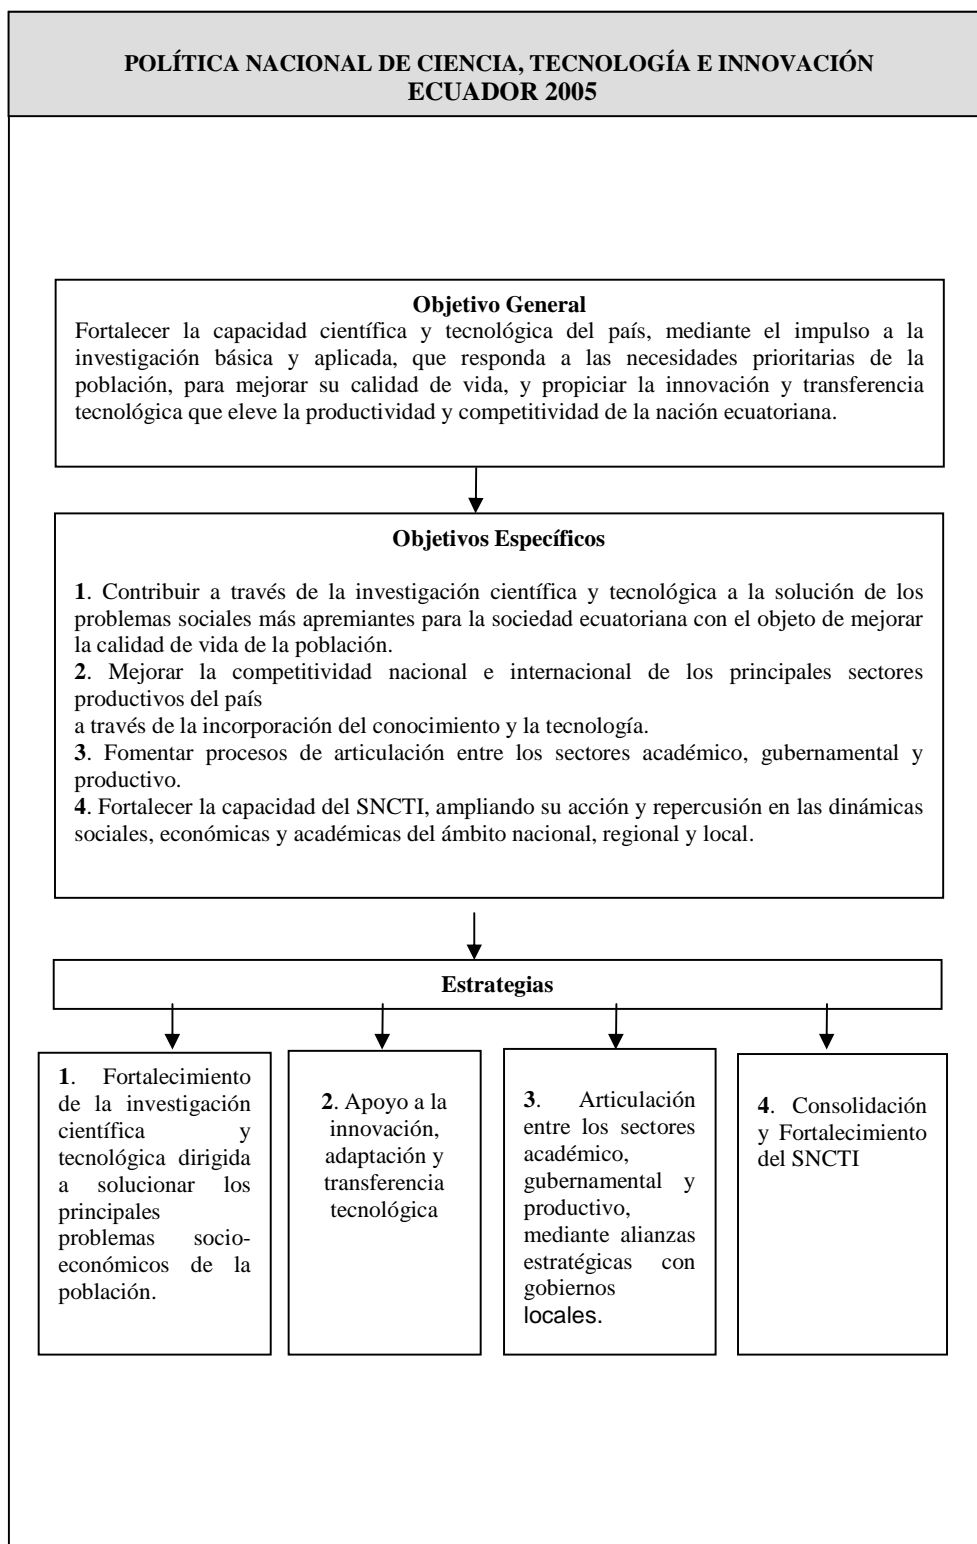 POLÍTICA NACIONAL DE CIENCIA, TECNOLOGÍA E INNOVACIÓN
ECUADOR 2005
Objetivo General
Fortalecer la capacidad científica y tecnológica del país, mediante el impulso a la
investigación básica y aplicada, que responda a las necesidades prioritarias de la
población, para mejorar su calidad de vida, y propiciar la innovación y transferencia
tecnológica que eleve la productividad y competitividad de la nación ecuatoriana.
Objetivos Específicos
1. Contribuir a través de la investigación científica y tecnológica a la solución de los
problemas sociales más apremiantes para la sociedad ecuatoriana con el objeto de mejorar
la calidad de vida de la población.
2. Mejorar la competitividad nacional e internacional de los principales sectores
productivos del país
a través de la incorporación del conocimiento y la tecnología.
3. Fomentar procesos de articulación entre los sectores académico, gubernamental y
productivo.
4. Fortalecer la capacidad del SNCTI, ampliando su acción y repercusión en las dinámicas
sociales, económicas y académicas del ámbito nacional, regional y local.
Estrategias
1. Fortalecimiento
de la investigación
científica y
tecnológica dirigida
a solucionar los
principales
problemas socio-
económicos de la
población.
2. Apoyo a la
innovación,
adaptación y
transferencia
tecnológica
3. Articulación
entre los sectores
académico,
gubernamental y
productivo,
mediante alianzas
estratégicas con
gobiernos
locales.
4. Consolidación
y Fortalecimiento
del SNCTI